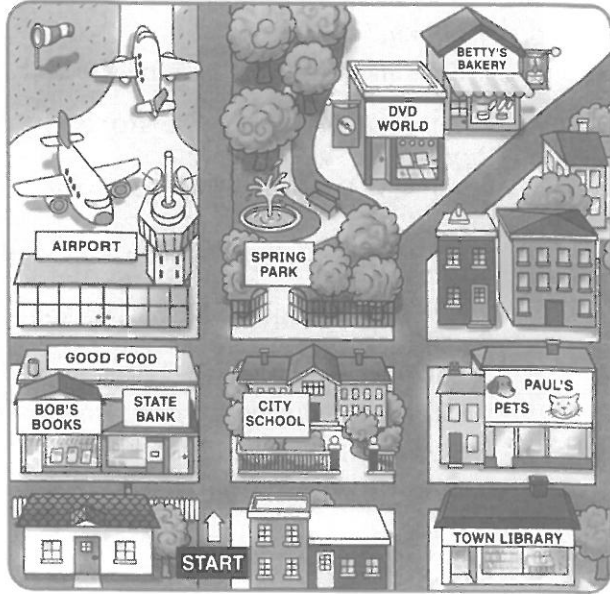 BETTY'S
BAKERY
DVD
WORLD
AIRPORT
SPRING
PARK
GOOD FOOD
BOB'S
BOOKS
STATE
BANK
CITY
SCHOOL
PAUL'S
PETS
TOWN LIBRARY
START